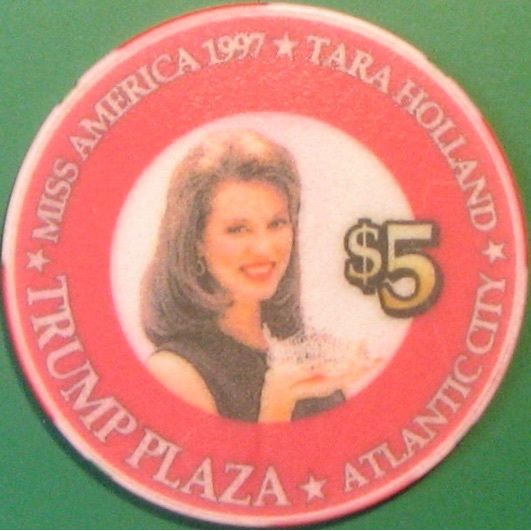 ★ MISS AMERICA 1997 ★ TARA HOLLAND ★
$5
TRUMP PLAZA ★ ATLANTIC CITY